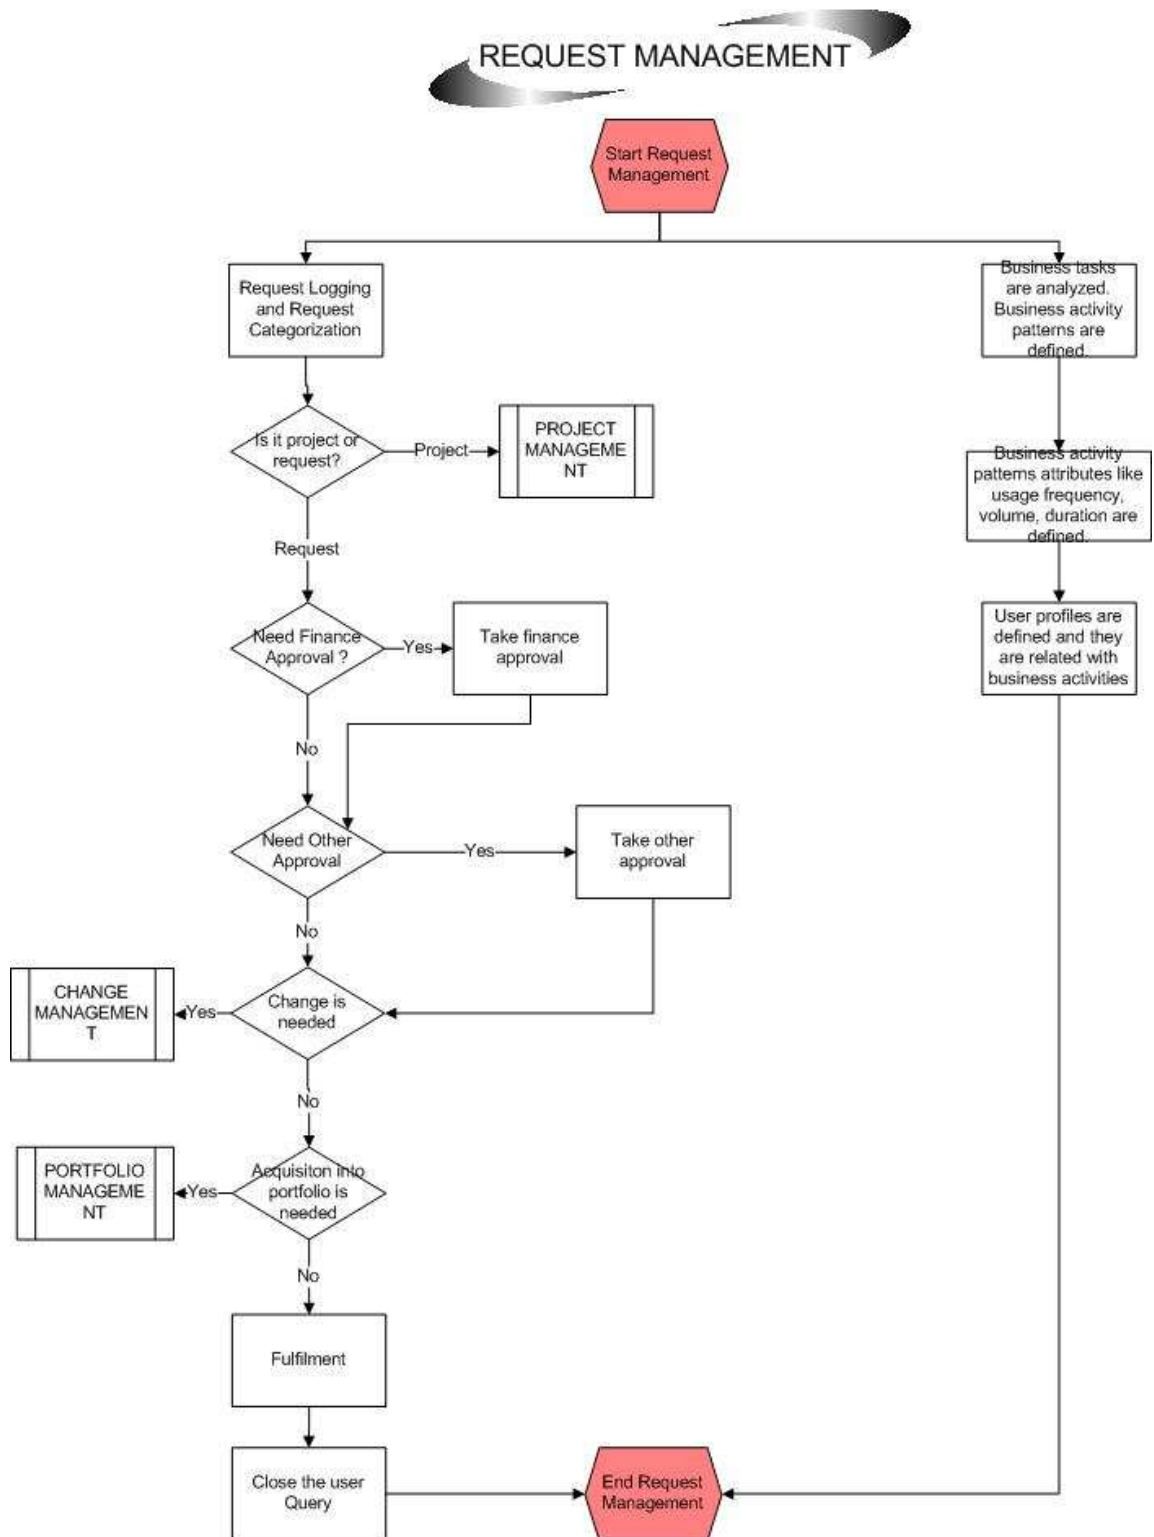 REQUEST MANAGEMENT
Start Request
Management
Request Logging
and Request
Categorization
Business tasks
are analyzed.
Business activity
patterns are
defined.
Is it project or
request?
Project
PROJECT
MANAGEME
NT
Business activity
patterns attributes like
usage frequency,
volume, duration are
defined.
Request
Need Finance
Approval ?
Yes
Take finance
approval
User profiles are
defined and they
are related with
business activities
No
Need Other
Approval
Yes
Take other
approval
No
CHANGE
MANAGEMEN
T
Yes
Change is
needed
No
PORTFOLIO
MANAGEME
NT
Yes
Acquisiton into
portfolio is
needed
No
Fulfilment
Close the user
Query
End Request
Management